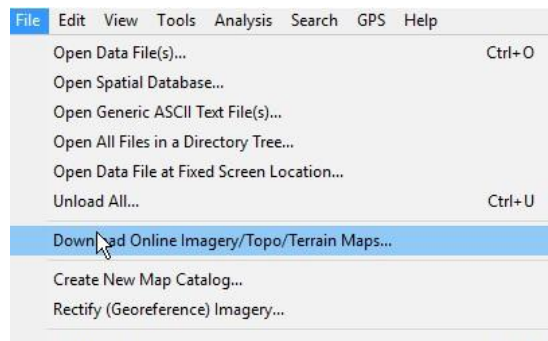 File Edit View Tools Analysis Search GPS Help
Open Data File(s)... Ctrl+O
Open Spatial Database...
Open Generic ASCII Text File(s)...
Open All Files in a Directory Tree...
Open Data File at Fixed Screen Location...
Unload All... Ctrl+U
Download Online Imagery/Topo/Terrain Maps...
Create New Map Catalog...
Rectify (Georeference) Imagery...